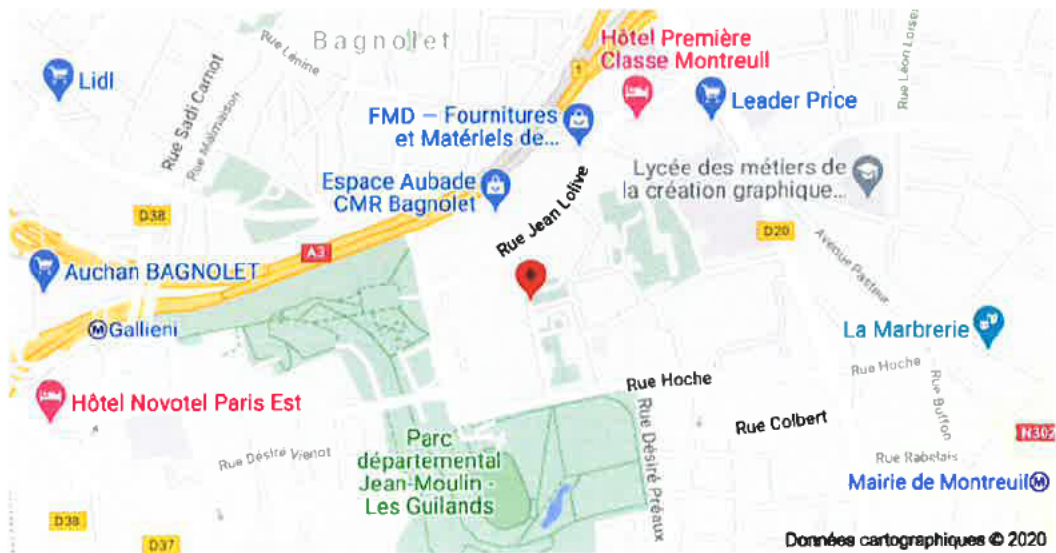 Bagnolet
Rue Lénine
Hôtel Première
Classe Montreuil
1
Rue Léon Loise
Lidl
Rue Sadi Carnot
Rue Malmaison
FMD – Fournitures
et Matériels de...
Leader Price
Espace Aubade
CMR Bagnolet
Rue Jean Lolive
Lycée des métiers de
la création graphique...
D38
A3
D20
Avenue Pasteur
Auchan BAGNOLET
M Gallieni
La Marbrerie
Rue Hoche
Rue Hoche
Hôtel Novotel Paris Est
Rue Désiré Préaux
Rue Colbert
Rue Buffon
N302
Rue Désiré Vienot
Parc
départemental
Jean-Moulin -
Les Guilands
Rue Rabelais
Mairie de Montreuil M
D38
D37
Données cartographiques © 2020